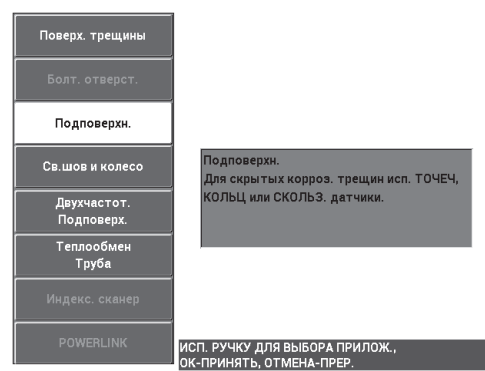 Поверх. трещины
Болт. отверст.
Подповерхн.
Св.шов и колесо
Двухчастот.
Подповерх.
Теплообмен
Труба
Индекс. сканер
POWERLINK
Подповерхн.
Для скрытых корроз. трещин исп. ТОЧЕЧ,
КОЛЬЦ или СКОЛЬЗ. датчики.
ИСП. РУЧКУ ДЛЯ ВЫБОРА ПРИЛОЖ.,
ОК-ПРИНЯТЬ, ОТМЕНА-ПРЕР.